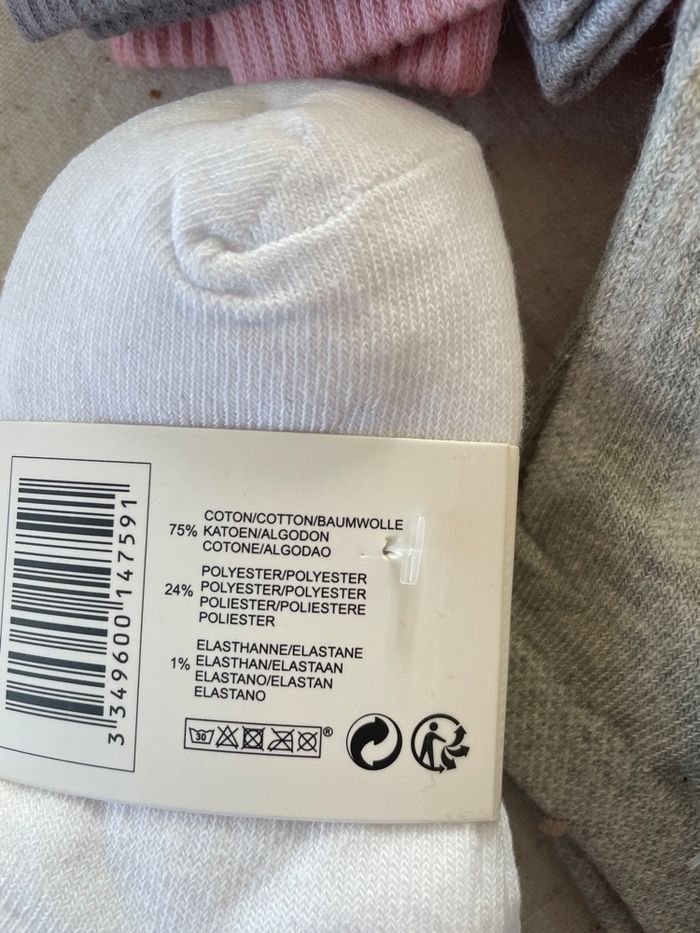 75% COTON/COTTON/BAUMWOLLE
KATOEN/ALGODON
COTONE/ALGODAO
24% POLYESTER/POLYESTER
POLYESTER/POLYESTER
POLIESTER/POLIESTERE
POLIESTER
1% ELASTHANNE/ELASTANE
ELASTHAN/ELASTAAN
ELASTANO/ELASTAN
ELASTANO
30
®
3 349600 147591